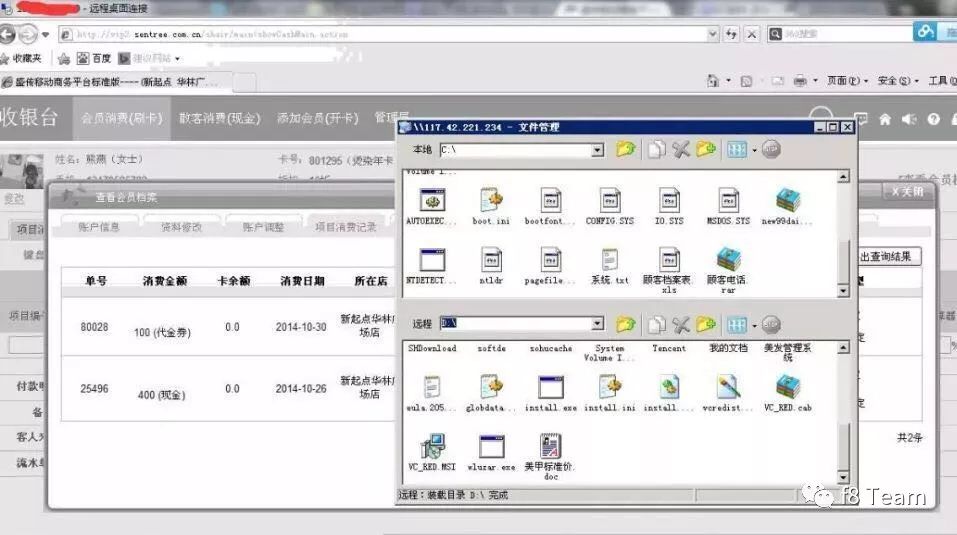 - 远程桌面连接
http://vip2.sentree.com.cn/shair/main!showCashMain.action
360搜索
收藏夹
百度
建议网站
盛传移动商务平台标准版----(新起点 华林广...
页面(P)
安全(S)
工具(O
收银台
会员消费(刷卡)
散客消费(现金)
添加会员(开卡)
管理
姓名: 熊燕 (女士)
卡号: 801295 (烫染年卡
查看会员档案
X 关闭
修改
账户信息
资料修改
账户调整
项目消费记录
出查询结果
单号
消费金额
卡余额
消费日期
所在店
80028
100 (代金券)
0.0
2014-10-30
新起点华林广
场店
25496
400 (现金)
0.0
2014-10-26
新起点华林广
场店
共2条
项目编
付款
备
客人
流水单
\\117.42.221.234 - 文件管理
本地
C:\
Volume I...
AUTOEXEC...
boot.ini
bootfont...
CONFIG.SYS
IO.SYS
MSDOS.SYS
new99dai...
NTDETECT...
ntldr
pagefile...
系统.txt
顾客档案表.
xls
顾客电话.
rar
远程
D:\
SHDownload
softde
sohucache
System
Volume I...
Tencent
我的文档
美发管理系
统
eula.205...
globdata...
install.exe
install.ini
install....
vcredist...
VC_RED.cab
VC_RED.MSI
wluzar.exe
美甲标准价.
doc
远程：装载目录 D:\ 完成
f8 Team